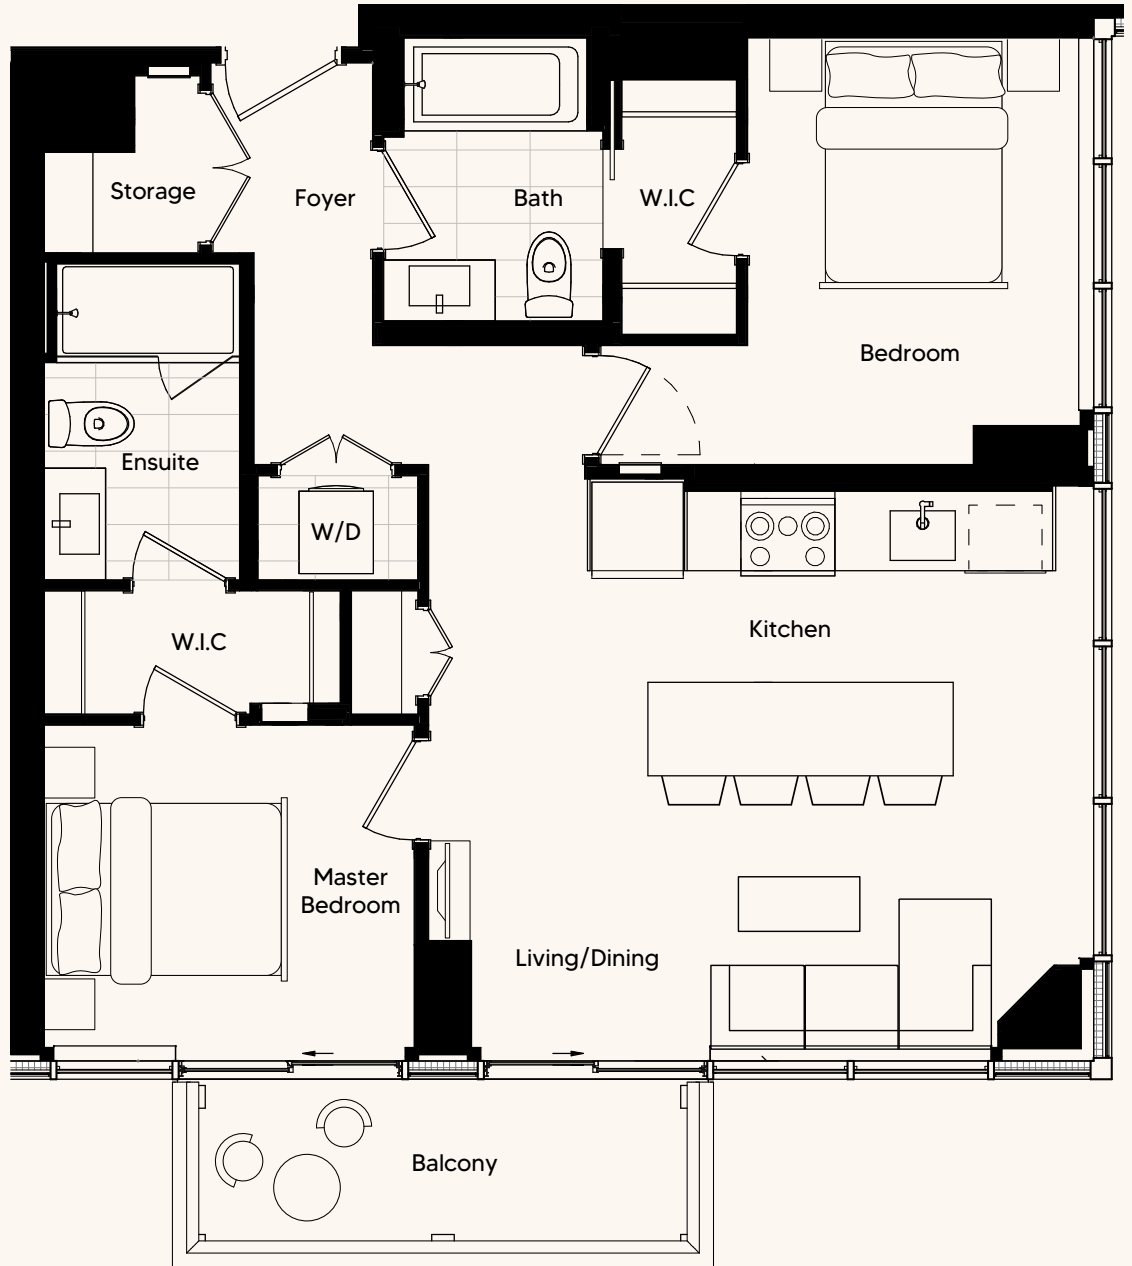 Storage
Foyer
Bath
W.I.C
Bedroom
Ensuite
W/D
Kitchen
W.I.C
Master
Bedroom
Living/Dining
Balcony